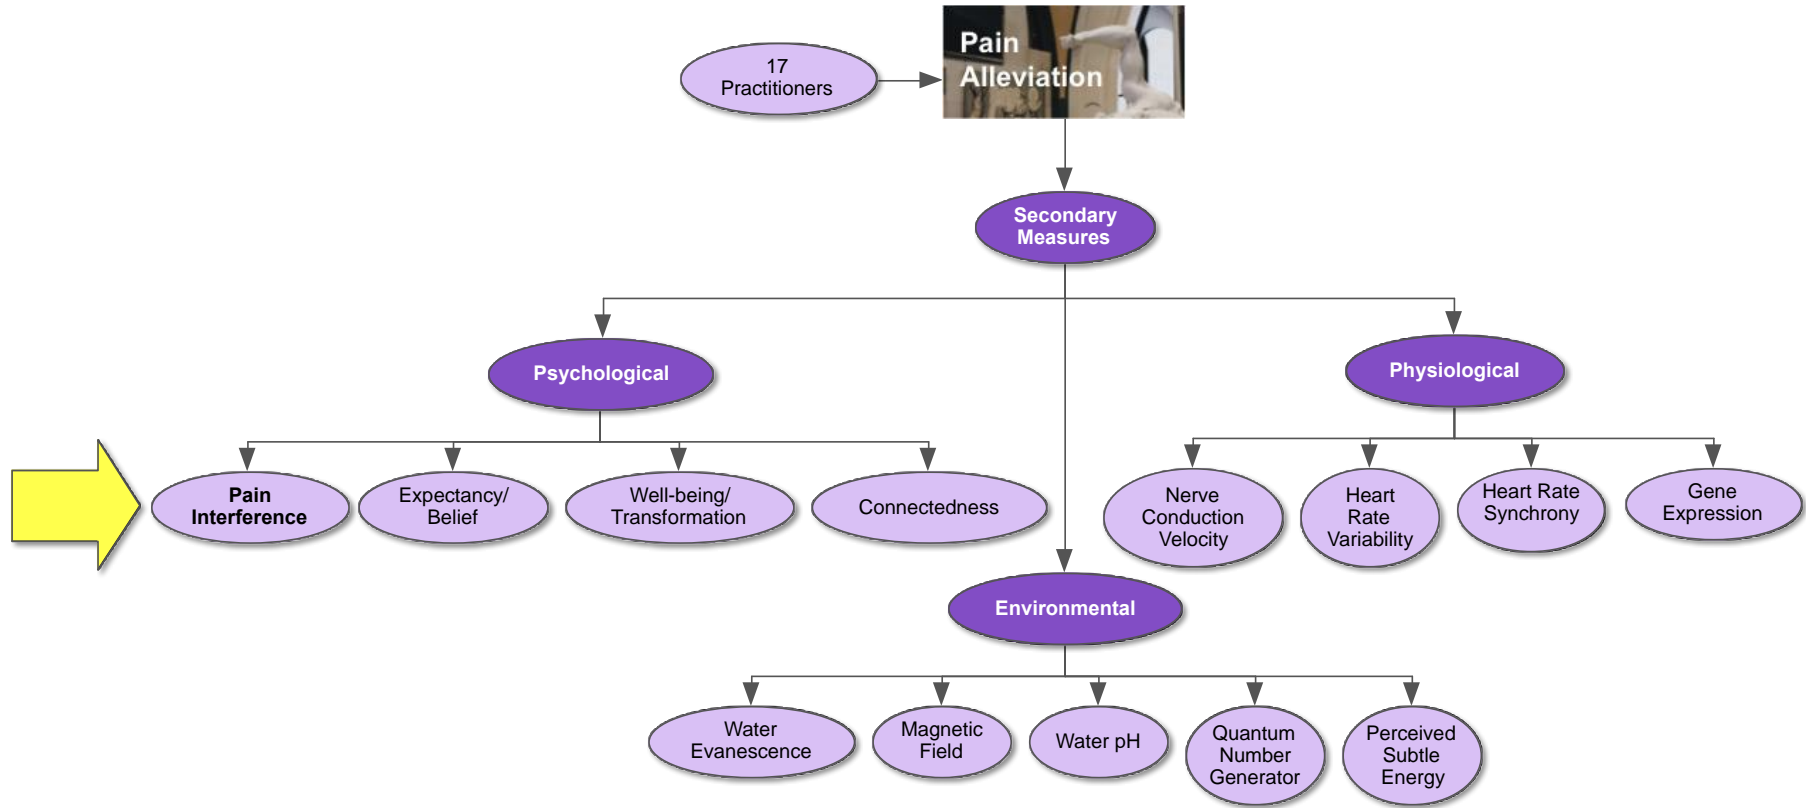 17
Practitioners
Pain
Alleviation
Secondary
Measures
Psychological
Physiological
Pain
Interference
Expectancy/
Belief
Well-being/
Transformation
Connectedness
Nerve
Conduction
Velocity
Heart
Rate
Variability
Heart Rate
Synchrony
Gene
Expression
Environmental
Water
Evanescence
Magnetic
Field
Water pH
Quantum
Number
Generator
Perceived
Subtle
Energy